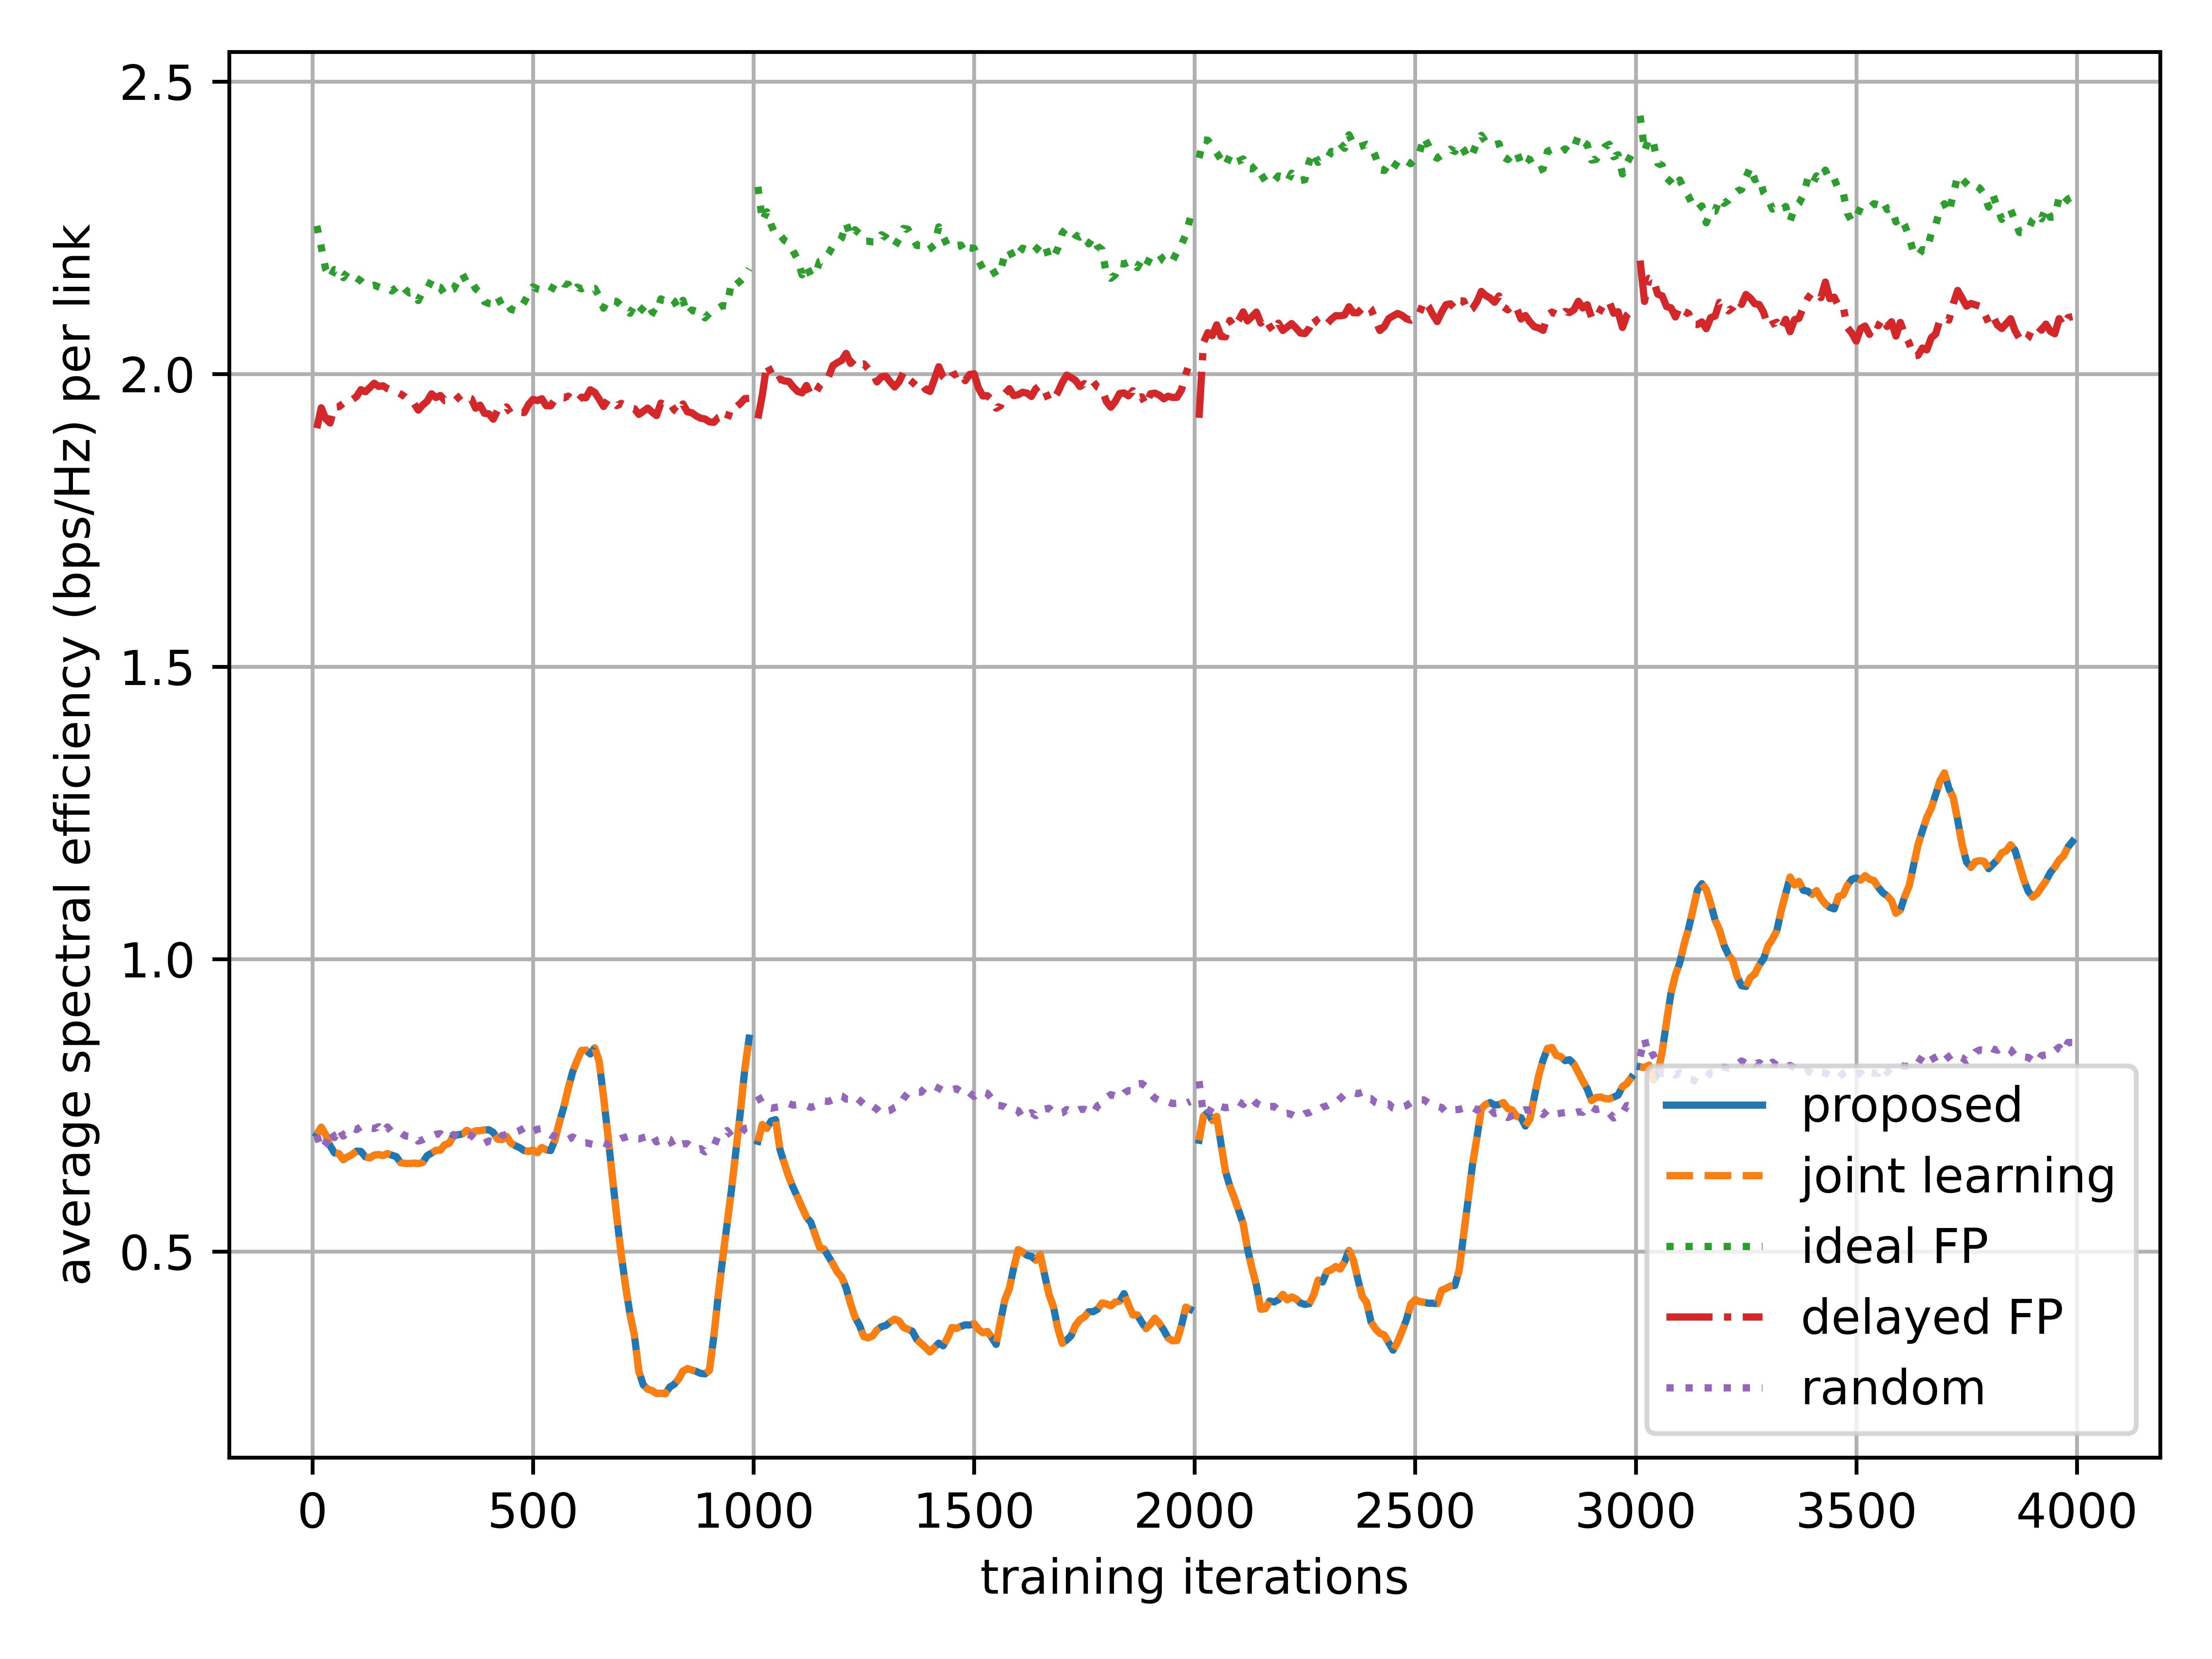 average spectral efficiency (bps/Hz) per link
2.5
2.0
1.5
1.0
0.5
proposed
joint learning
ideal FP
delayed FP
random
0 500 1000 1500 2000 2500 3000 3500 4000
training iterations